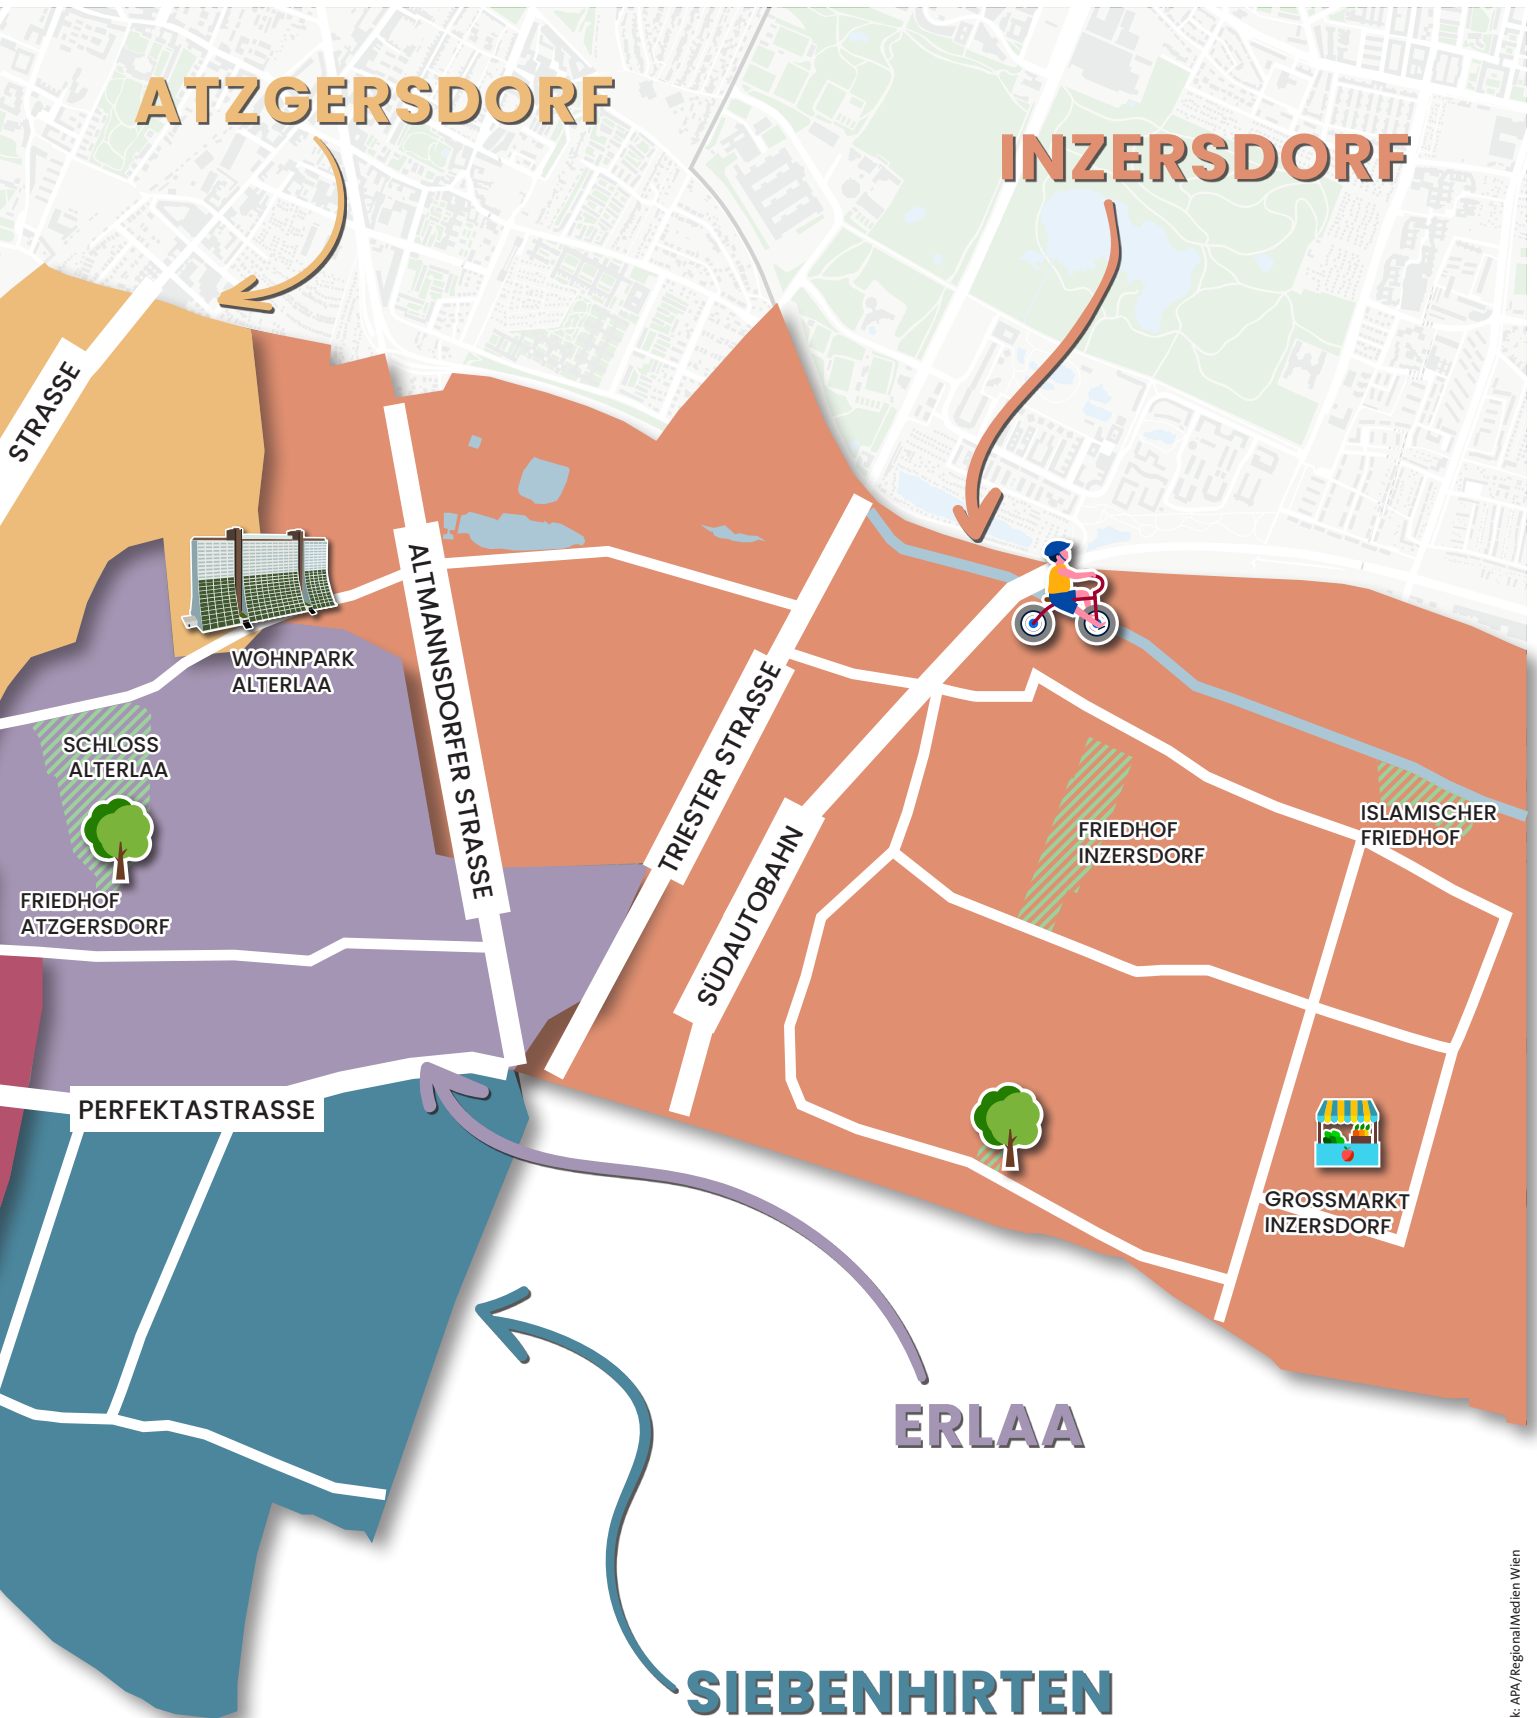 ATZGERSDORF
INZERSDORF
STRASSE
ALTMANNSDORFER STRASSE
WOHNPARK
ALTERLAA
TRIESTER STRASSE
SCHLOSS
ALTERLAA
SÜDAUTOBAHN
FRIEDHOF
INZERSDORF
ISLAMISCHER
FRIEDHOF
FRIEDHOF
ATZGERSDORF
PERFEKTASTRASSE
GROSSMARKT
INZERSDORF
ERLAA
SIEBENHIRTEN
k: APA/RegionalMedien Wien